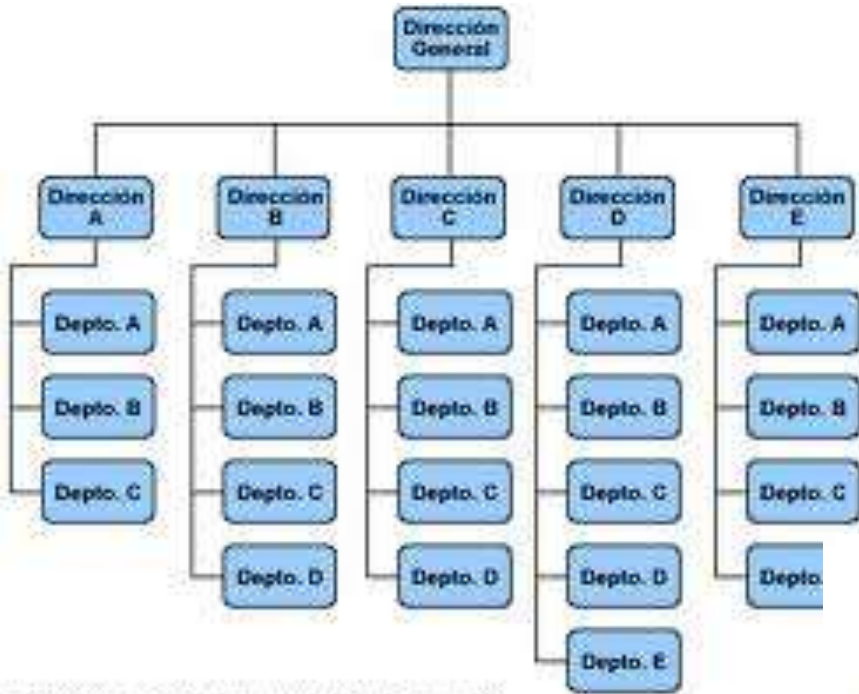 Dirección
General
Dirección
A
Dirección
B
Dirección
C
Dirección
D
Dirección
E
Depto. A
Depto. A
Depto. A
Depto. A
Depto. A
Depto. B
Depto. B
Depto. B
Depto. B
Depto. B
Depto. C
Depto. C
Depto. C
Depto. C
Depto. C
Depto. D
Depto. D
Depto. D
Depto.
Depto. E